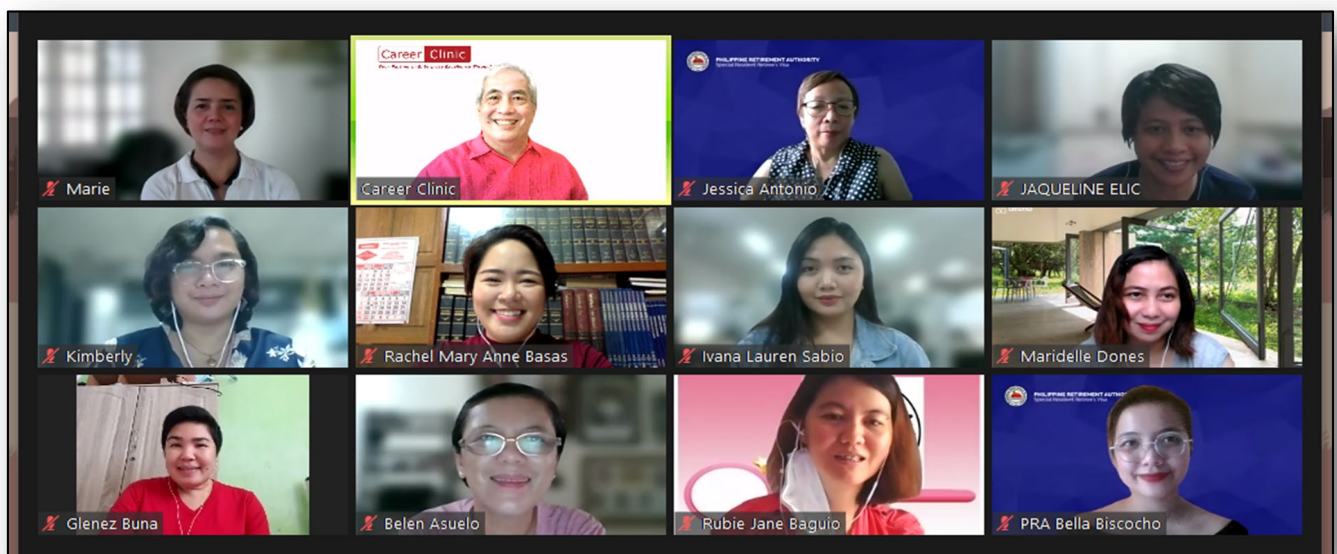 Career Clinic
PHILIPPINE RETIREMENT AUTHORITY
Special Resident Retiree's Visa
Marie
Career Clinic
Jessica Antonio
JAQUELINE ELIC
Kimberly
Rachel Mary Anne Basas
Ivana Lauren Sabio
Maridelle Dones
PHILIPPINE RETIREMENT
Special Resident Retiree's Visa
Glenez Buna
Belen Asuelo
Rubie Jane Baguio
PRA Bella Biscocho